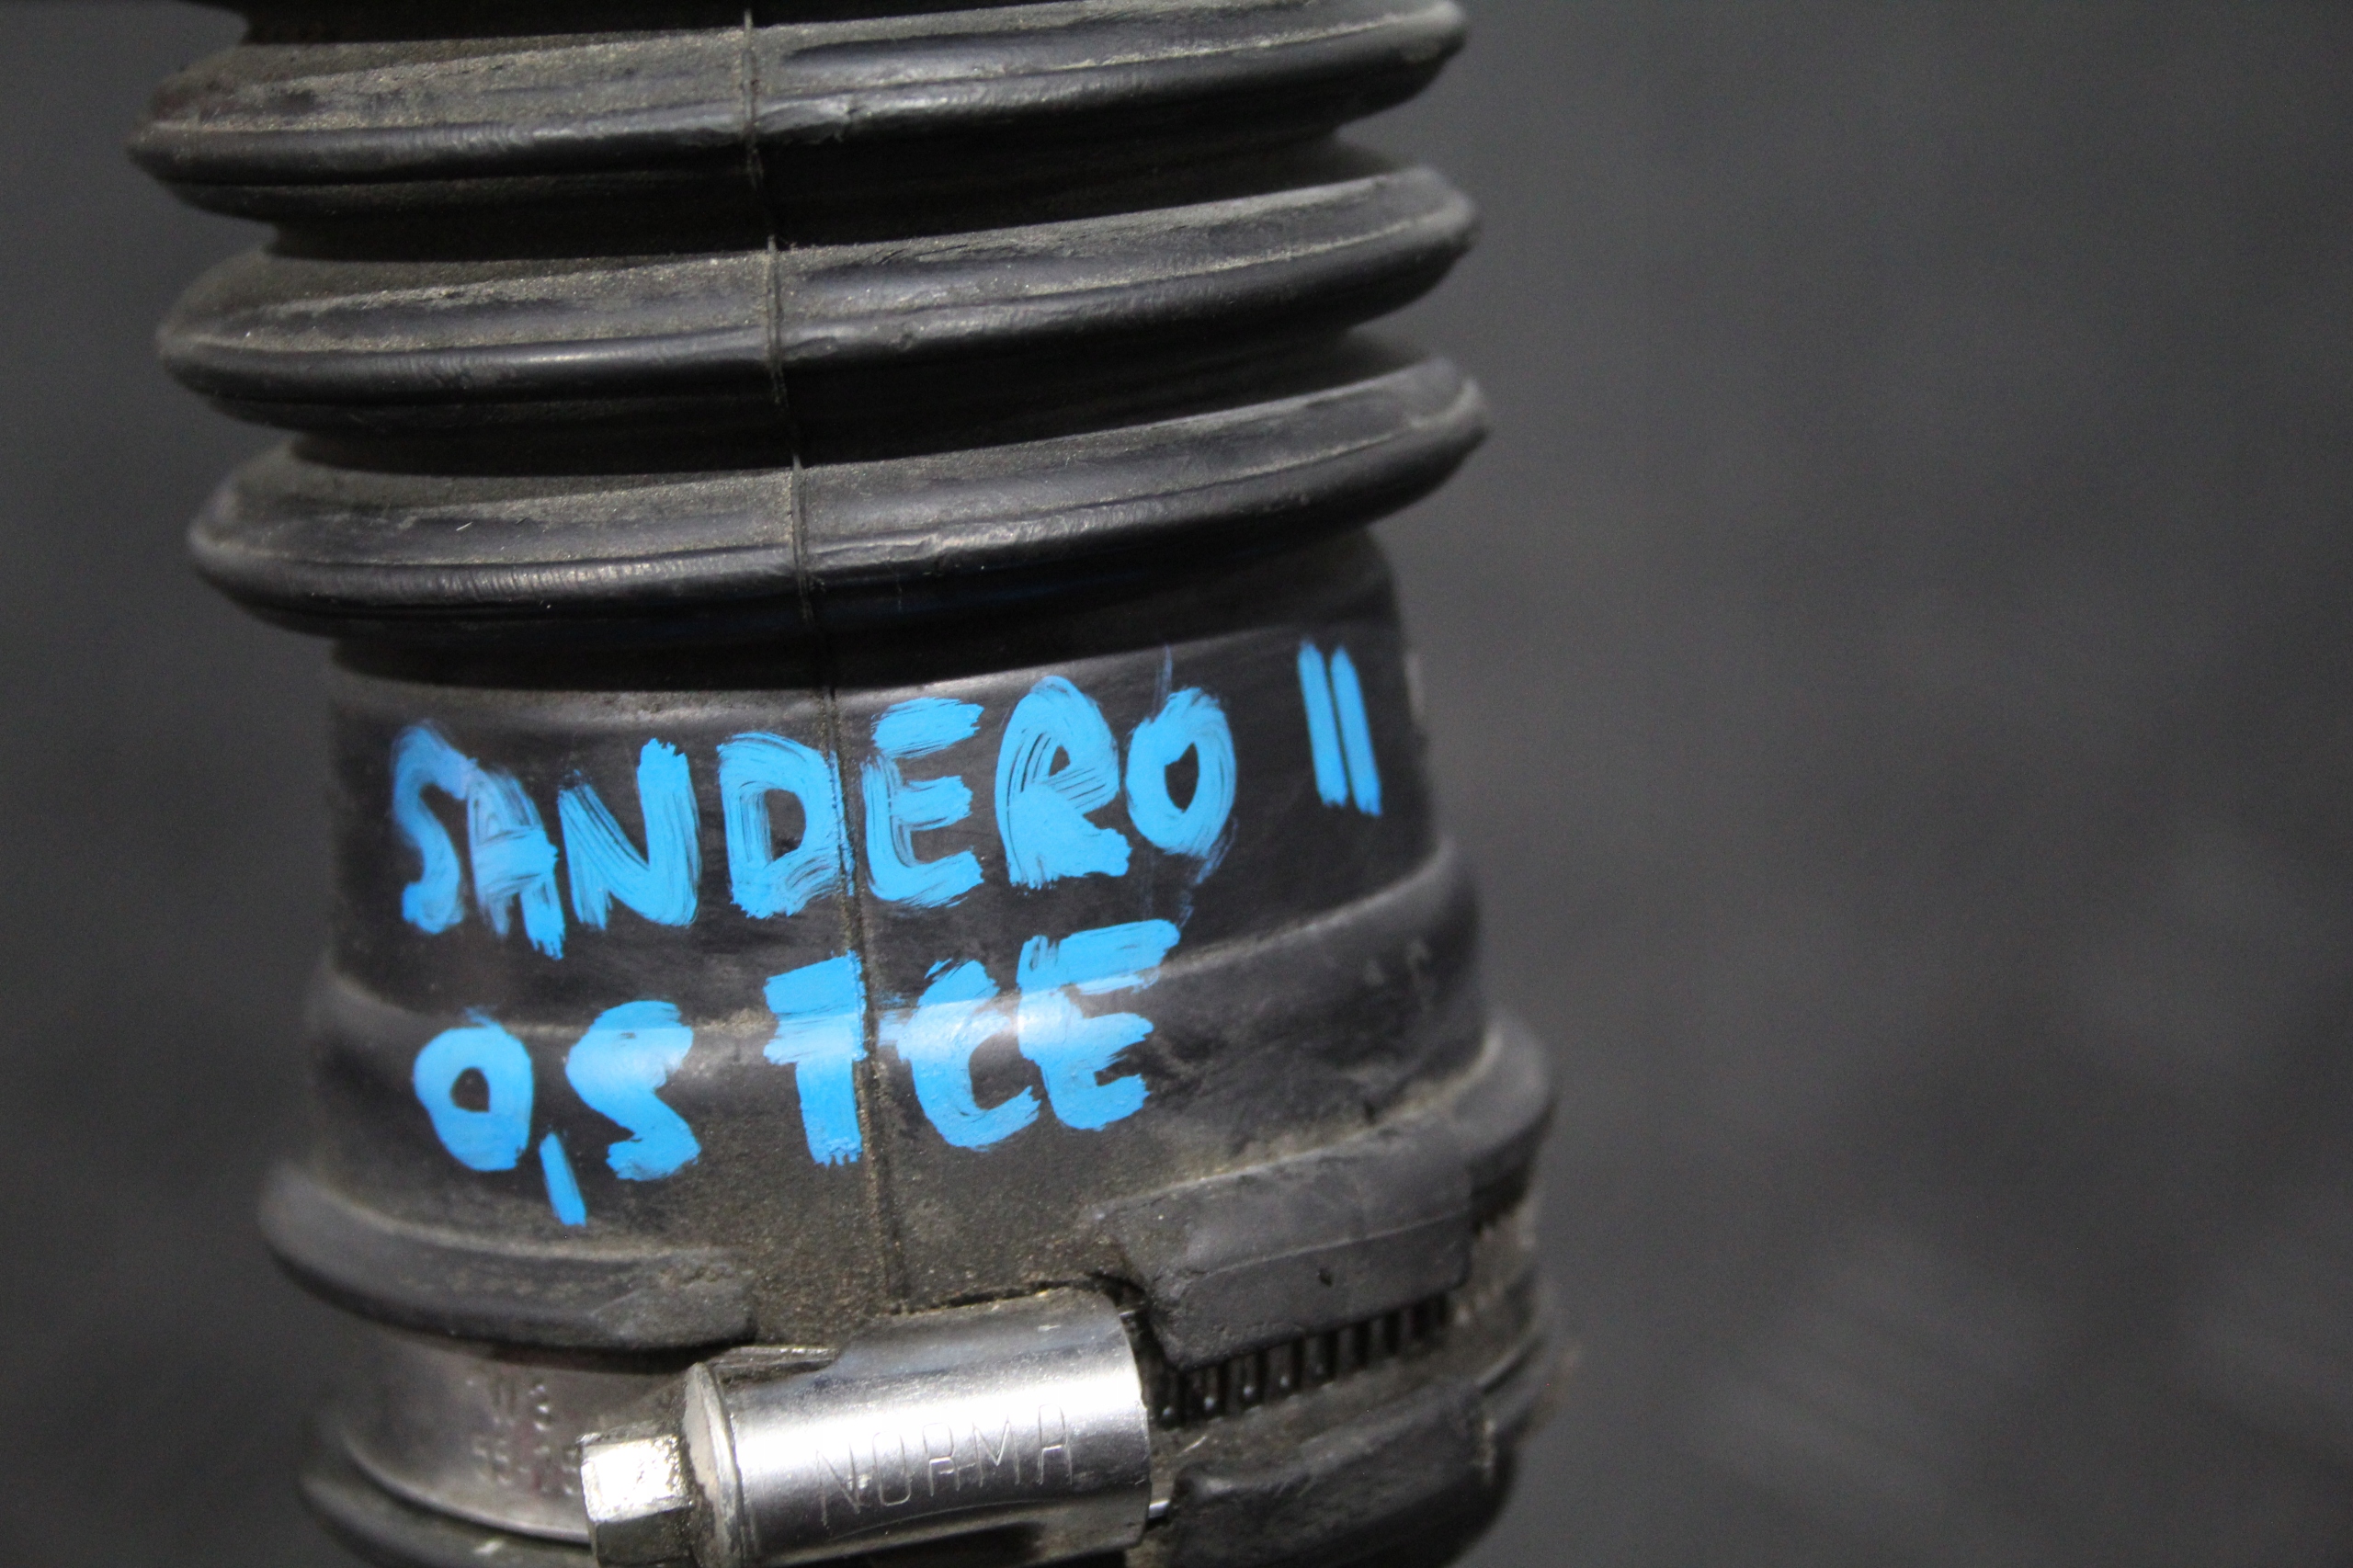 SANDERO II
0,9 TCE
NORMA